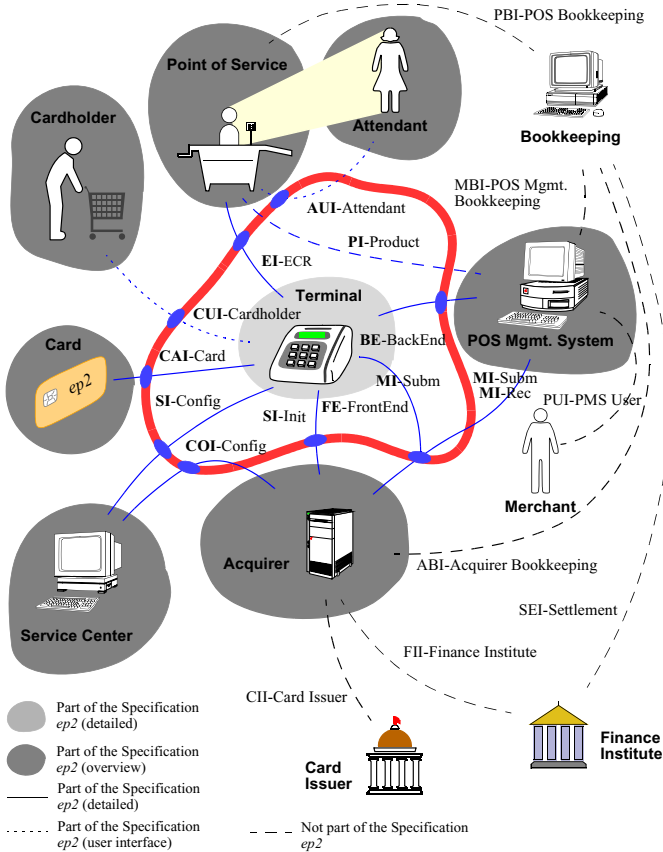 PBI-POS Bookkeeping
Point of Service
Attendant
Cardholder
Bookkeeping
MBI-POS Mgmt.
Bookkeeping
AUI-Attendant
PI-Product
EI-ECR
Terminal
CUI-Cardholder
BE-BackEnd
POS Mgmt. System
Card
ep2
CAI-Card
MI-Subm
MI-Subm
MI-Rec
SI-Config
SI-Init
FE-FrontEnd
PUI-PMS User
COI-Config
Merchant
Acquirer
ABI-Acquirer Bookkeeping
Service Center
SEI-Settlement
FII-Finance Institute
CII-Card Issuer
Finance
Institute
Card
Issuer
Part of the Specification
ep2 (detailed)
Part of the Specification
ep2 (overview)
Part of the Specification
ep2 (detailed)
Part of the Specification
ep2 (user interface)
Not part of the Specification
ep2